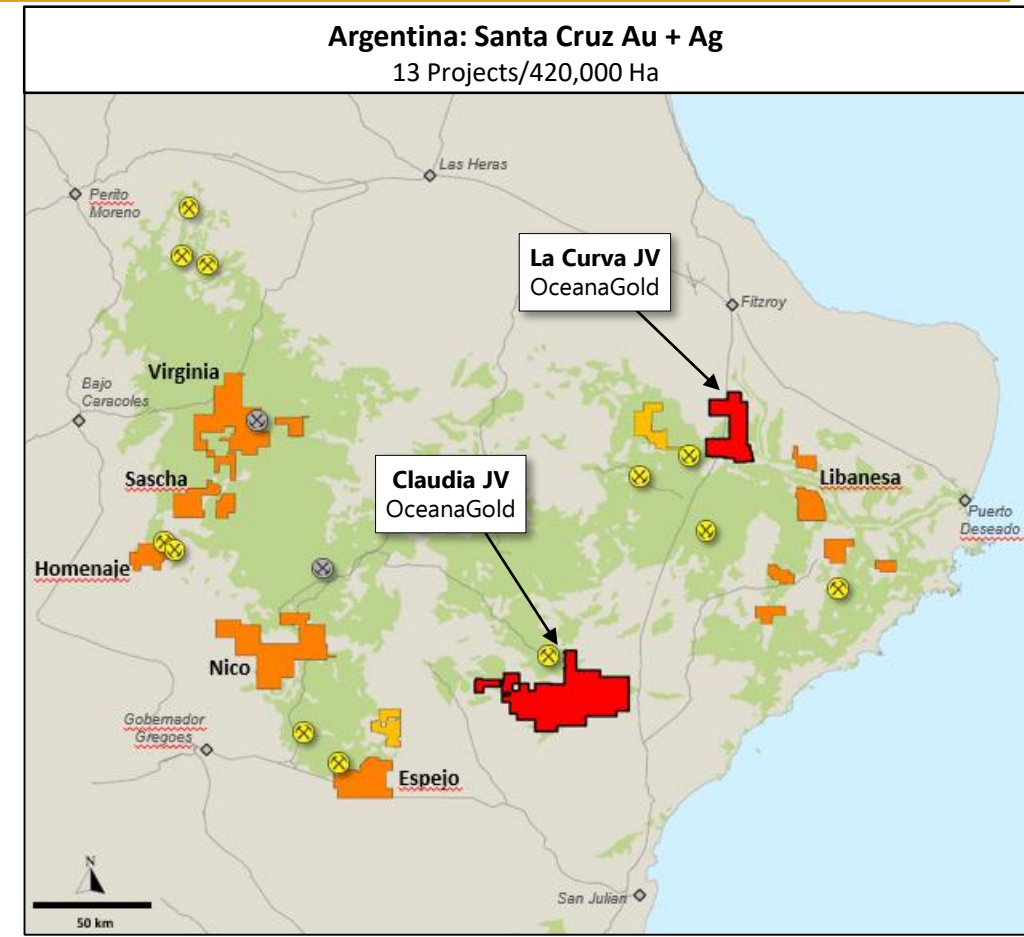 Argentina: Santa Cruz Au + Ag
13 Projects/420,000 Ha
Las Heras
Perito
Moreno
La Curva JV
OceanaGold
Fitzroy
Virginia
Bajo
Caracoles
Sascha
Claudia JV
OceanaGold
Libanesa
Puerto
Deseado
Homenaje
Nico
Gobernador
Gregoes
Espejo
N
50 km
San Julian